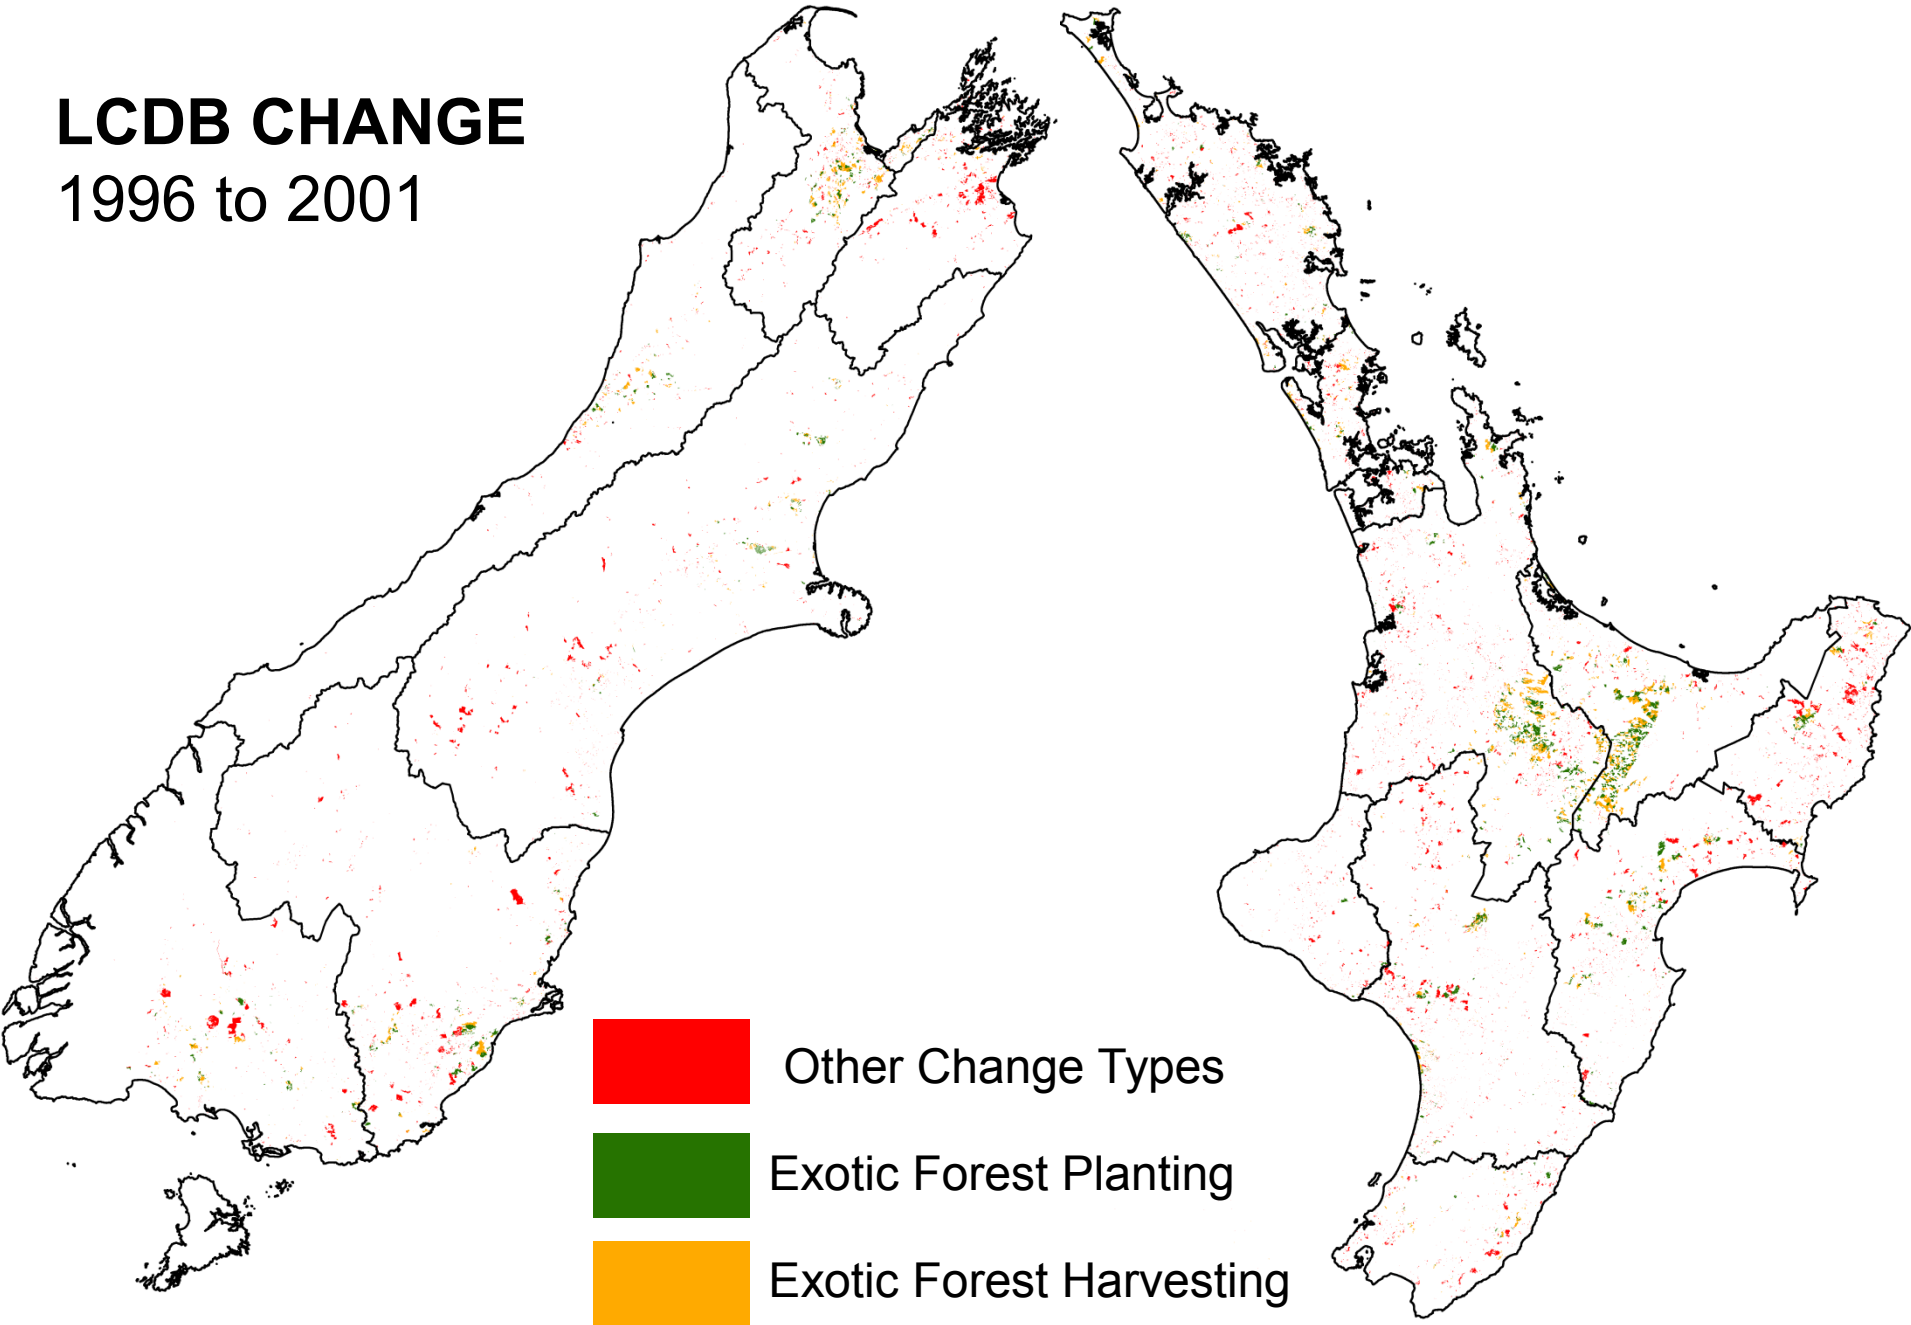 LCDB CHANGE
1996 to 2001
Other Change Types
Exotic Forest Planting
Exotic Forest Harvesting